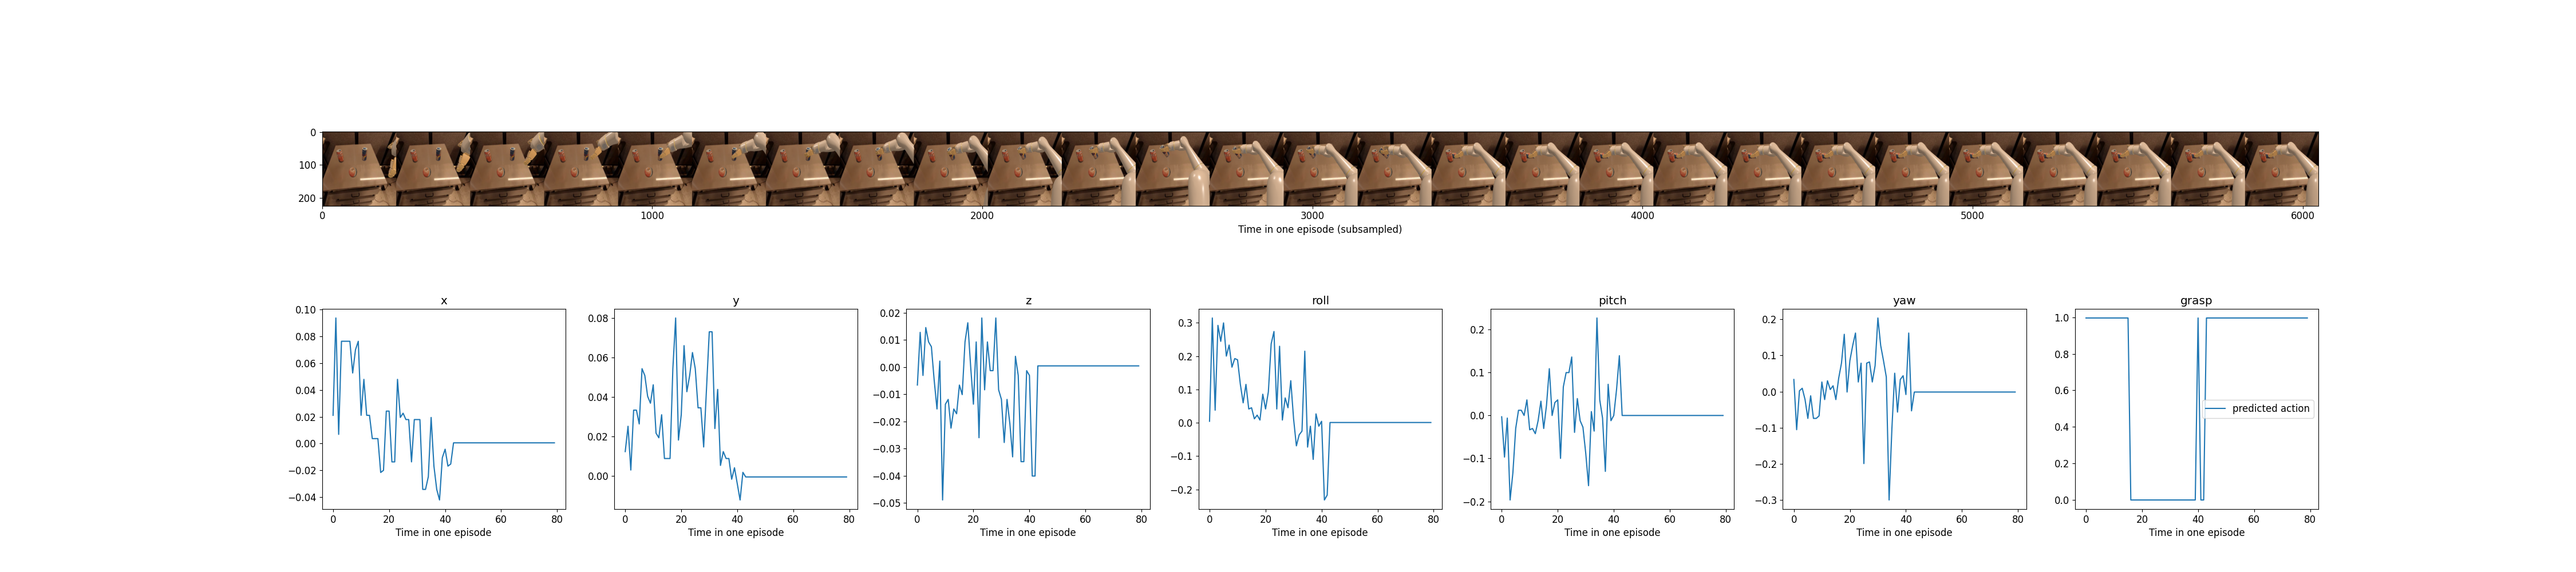 0
100
200
0 1000 2000 3000 4000 5000 6000
Time in one episode (subsampled)
x
0.10
0.08
0.06
0.04
0.02
0.00
−0.02
−0.04
0 20 40 60 80
Time in one episode
y
0.08
0.06
0.04
0.02
0.00
0 20 40 60 80
Time in one episode
z
0.02
0.01
0.00
−0.01
−0.02
−0.03
−0.04
−0.05
0 20 40 60 80
Time in one episode
roll
0.3
0.2
0.1
0.0
−0.1
−0.2
0 20 40 60 80
Time in one episode
pitch
0.2
0.1
0.0
−0.1
−0.2
0 20 40 60 80
Time in one episode
yaw
0.2
0.1
0.0
−0.1
−0.2
−0.3
0 20 40 60 80
Time in one episode
grasp
1.0
0.8
0.6
0.4
0.2
0.0
predicted action
0 20 40 60 80
Time in one episode